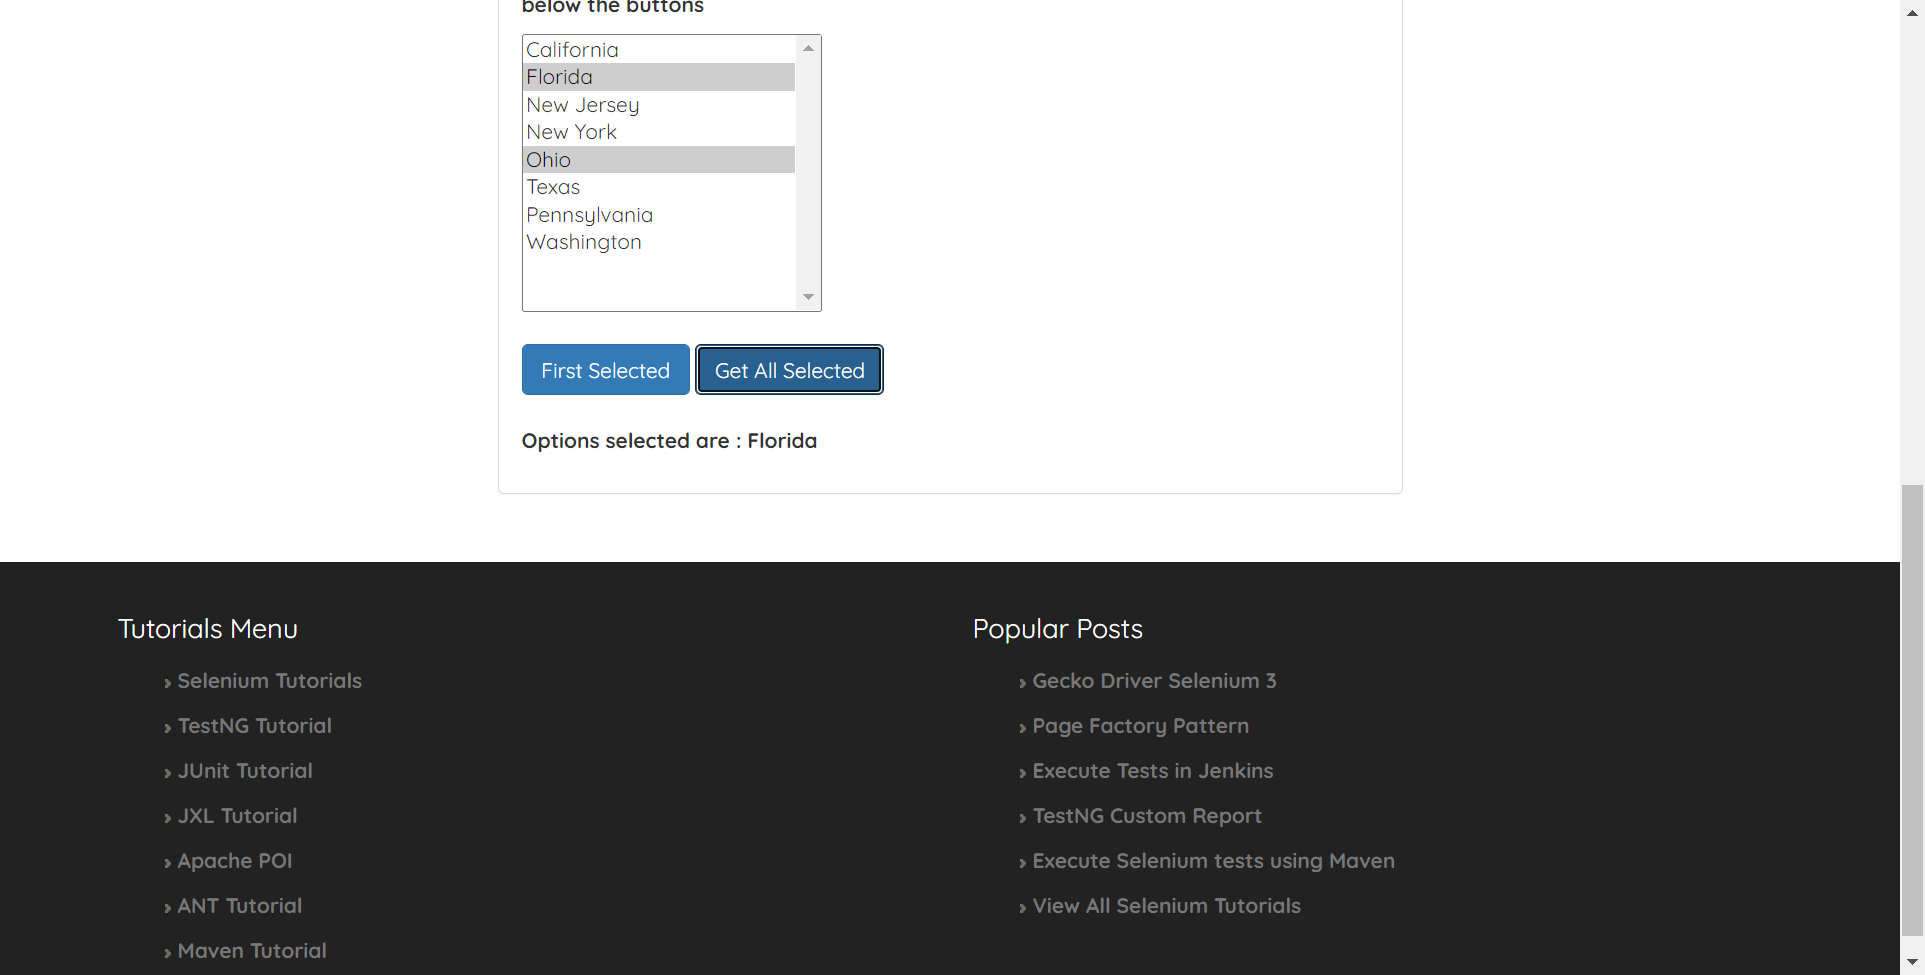 below the buttons
California
Florida
New Jersey
New York
Ohio
Texas
Pennsylvania
Washington
First Selected
Get All Selected
Options selected are : Florida
Tutorials Menu
» Selenium Tutorials
» TestNG Tutorial
» JUnit Tutorial
» JXL Tutorial
» Apache POI
» ANT Tutorial
» Maven Tutorial
Popular Posts
» Gecko Driver Selenium 3
» Page Factory Pattern
» Execute Tests in Jenkins
» TestNG Custom Report
» Execute Selenium tests using Maven
» View All Selenium Tutorials